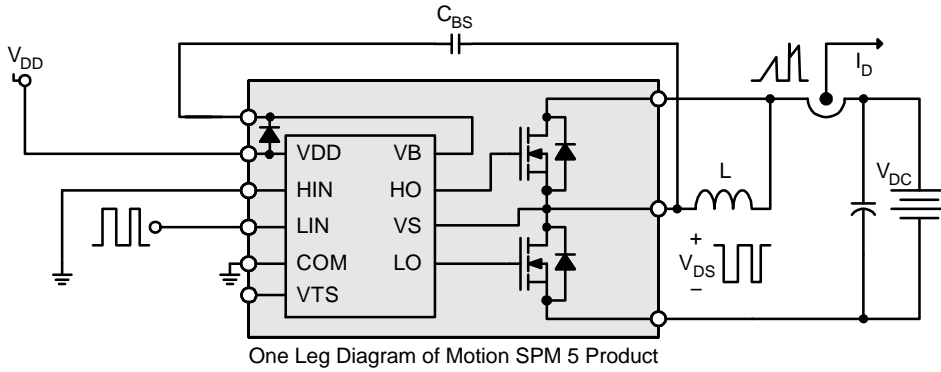 C_BS
V_DD
I_D
VDD VB
HIN HO
LIN VS
COM LO
VTS
L
V_DC
+
V_DS
−
One Leg Diagram of Motion SPM 5 Product